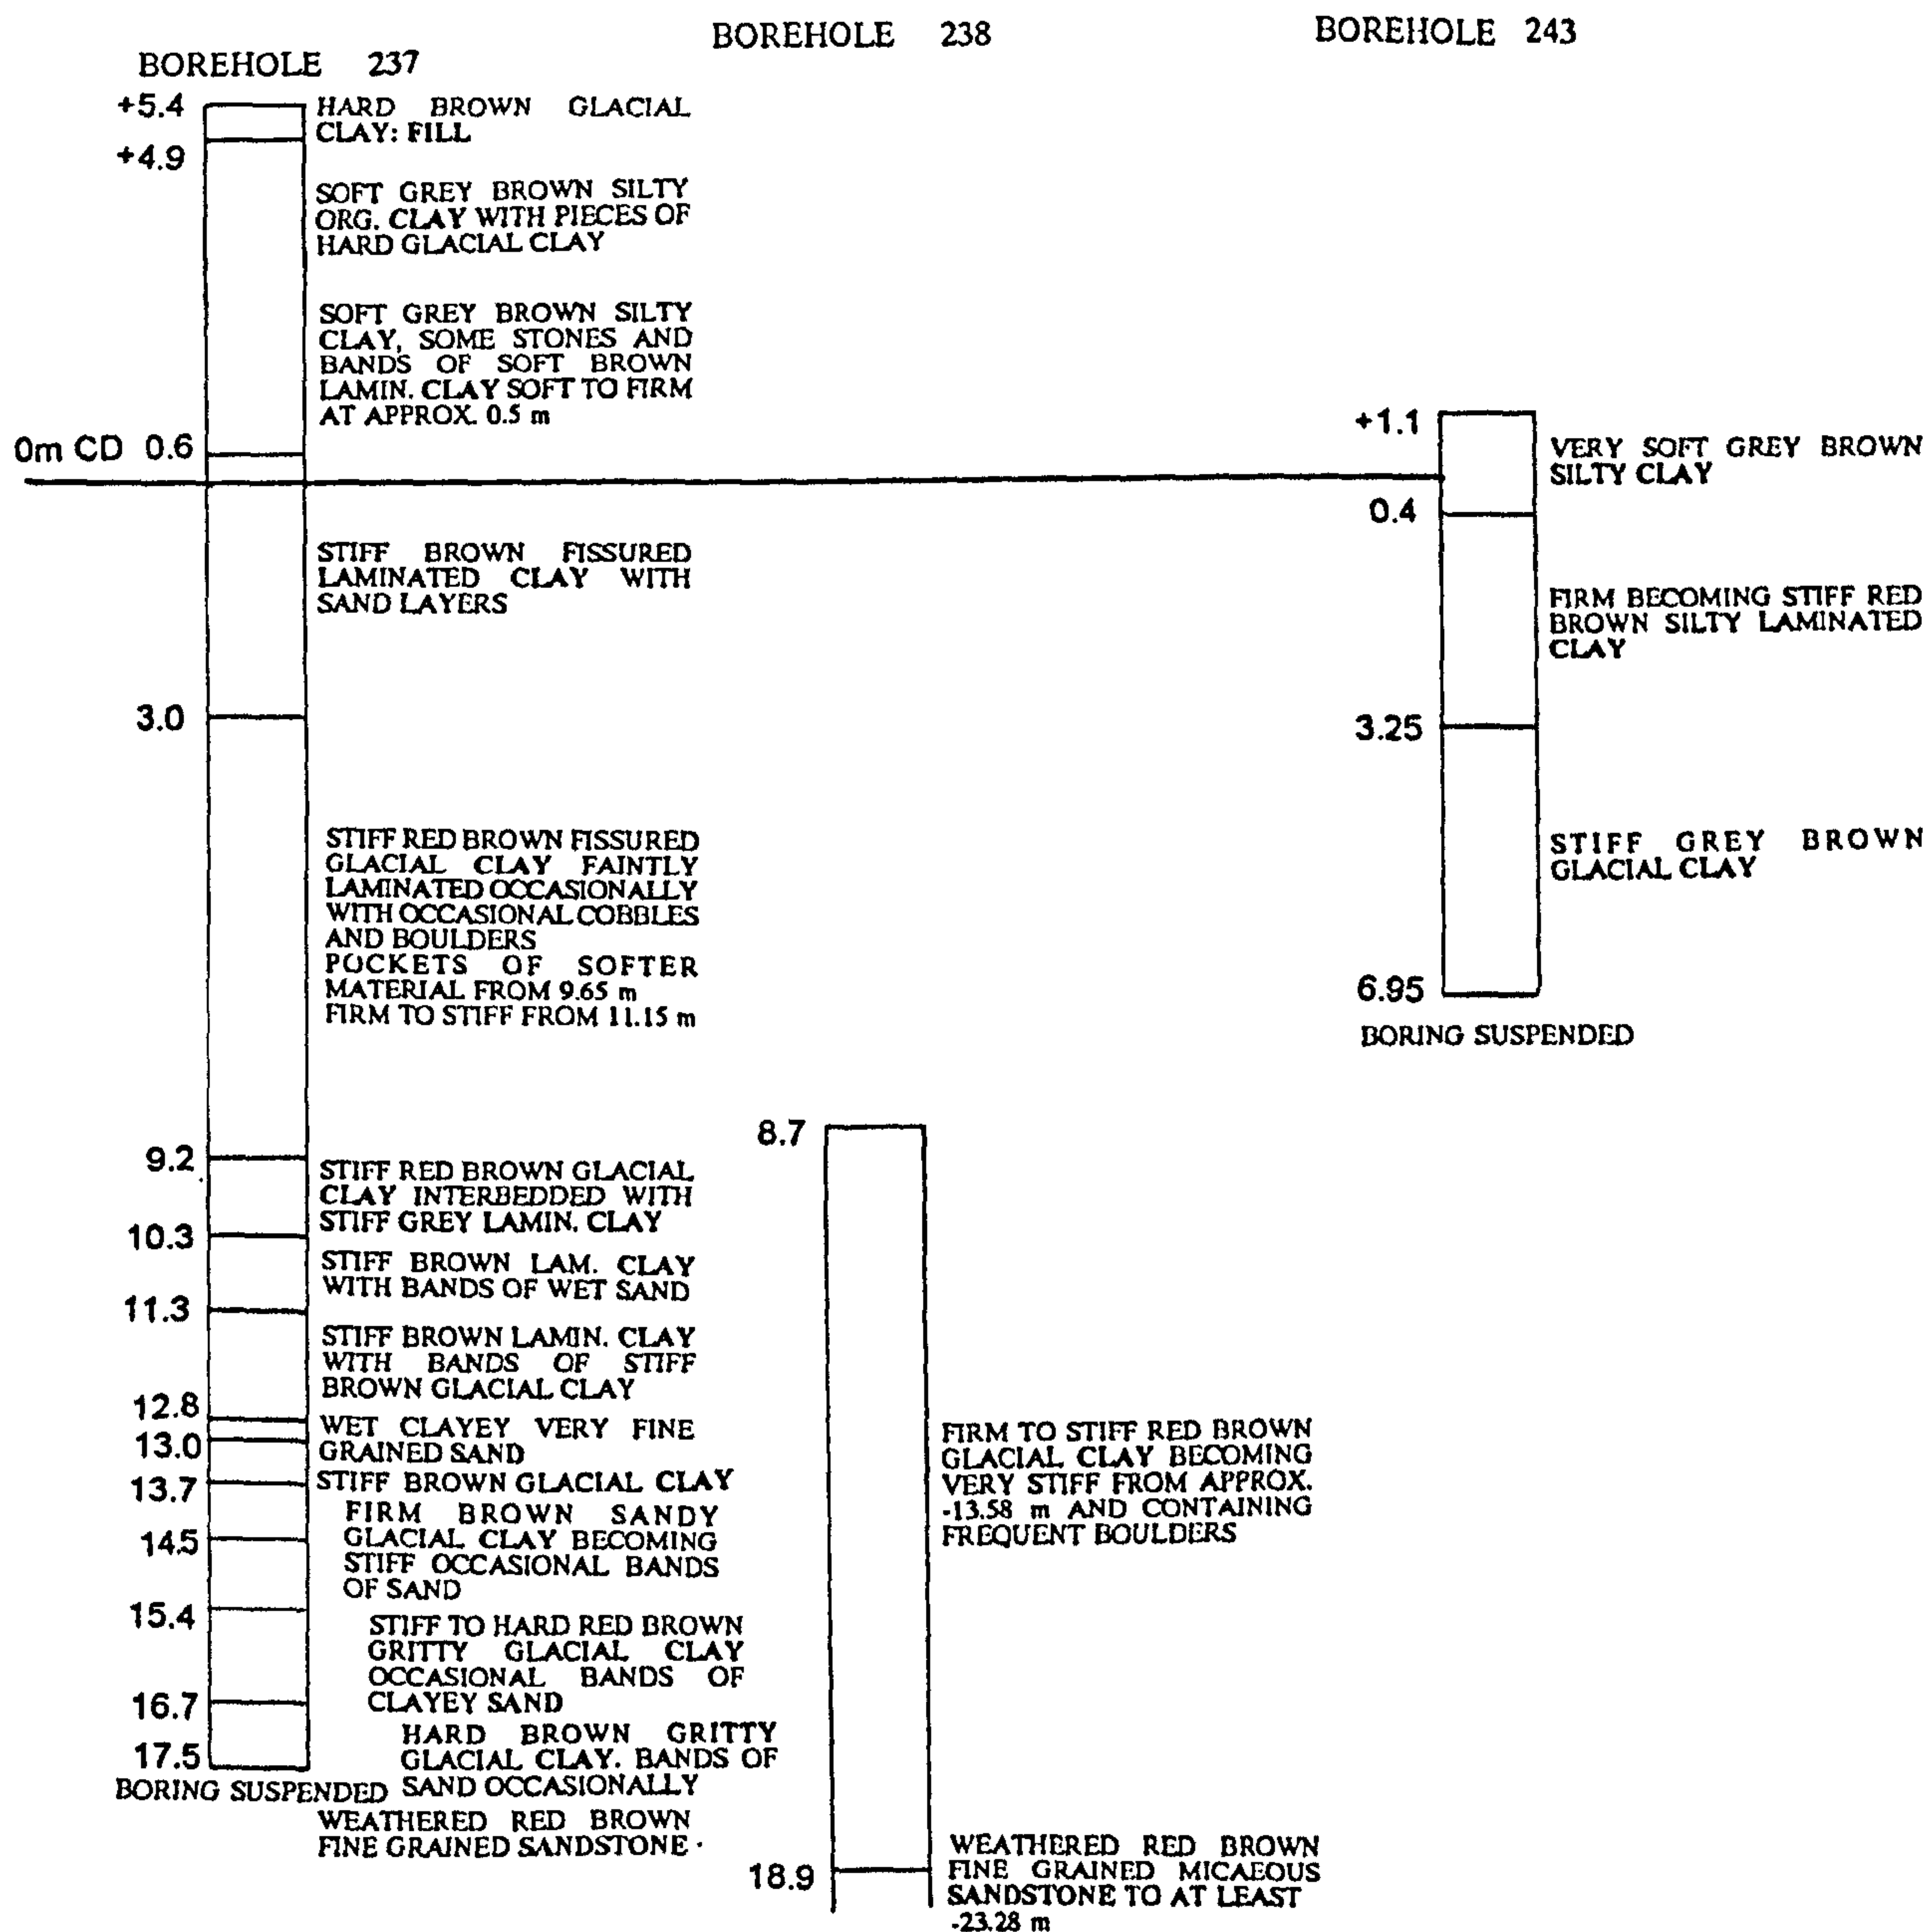 BOREHOLE 237
+5.4
HARD BROWN GLACIAL
CLAY: FILL
+4.9
SOFT GREY BROWN SILTY
ORG. CLAY WITH PIECES OF
HARD GLACIAL CLAY
SOFT GREY BROWN SILTY
CLAY, SOME STONES AND
BANDS OF SOFT BROWN
LAMIN. CLAY SOFT TO FIRM
AT APPROX. 0.5 m
0m CD 0.6
STIFF BROWN FISSURED
LAMINATED CLAY WITH
SAND LAYERS
3.0
STIFF RED BROWN FISSURED
GLACIAL CLAY FAINTLY
LAMINATED OCCASIONALLY
WITH OCCASIONAL COBBLES
AND BOULDERS
POCKETS OF SOFTER
MATERIAL FROM 9.65 m
FIRM TO STIFF FROM 11.15 m
9.2
STIFF RED BROWN GLACIAL
CLAY INTERBEDDED WITH
STIFF GREY LAMIN. CLAY
10.3
STIFF BROWN LAM. CLAY
WITH BANDS OF WET SAND
11.3
STIFF BROWN LAMIN. CLAY
WITH BANDS OF STIFF
BROWN GLACIAL CLAY
12.8
WET CLAYEY VERY FINE
GRAINED SAND
13.0
STIFF BROWN GLACIAL CLAY
13.7
FIRM BROWN SANDY
GLACIAL CLAY BECOMING
STIFF OCCASIONAL BANDS
OF SAND
14.5
15.4
STIFF TO HARD RED BROWN
GRITTY GLACIAL CLAY
OCCASIONAL BANDS OF
CLAYEY SAND
16.7
HARD BROWN GRITTY
GLACIAL CLAY. BANDS OF
SAND OCCASIONALLY
17.5
BORING SUSPENDED
WEATHERED RED BROWN
FINE GRAINED SANDSTONE
BOREHOLE 238
8.7
FIRM TO STIFF RED BROWN
GLACIAL CLAY BECOMING
VERY STIFF FROM APPROX.
-13.58 m AND CONTAINING
FREQUENT BOULDERS
18.9
WEATHERED RED BROWN
FINE GRAINED MICAEOUS
SANDSTONE TO AT LEAST
-23.28 m
BOREHOLE 243
+1.1
VERY SOFT GREY BROWN
SILTY CLAY
0.4
FIRM BECOMING STIFF RED
BROWN SILTY LAMINATED
CLAY
3.25
STIFF GREY BROWN
GLACIAL CLAY
6.95
BORING SUSPENDED